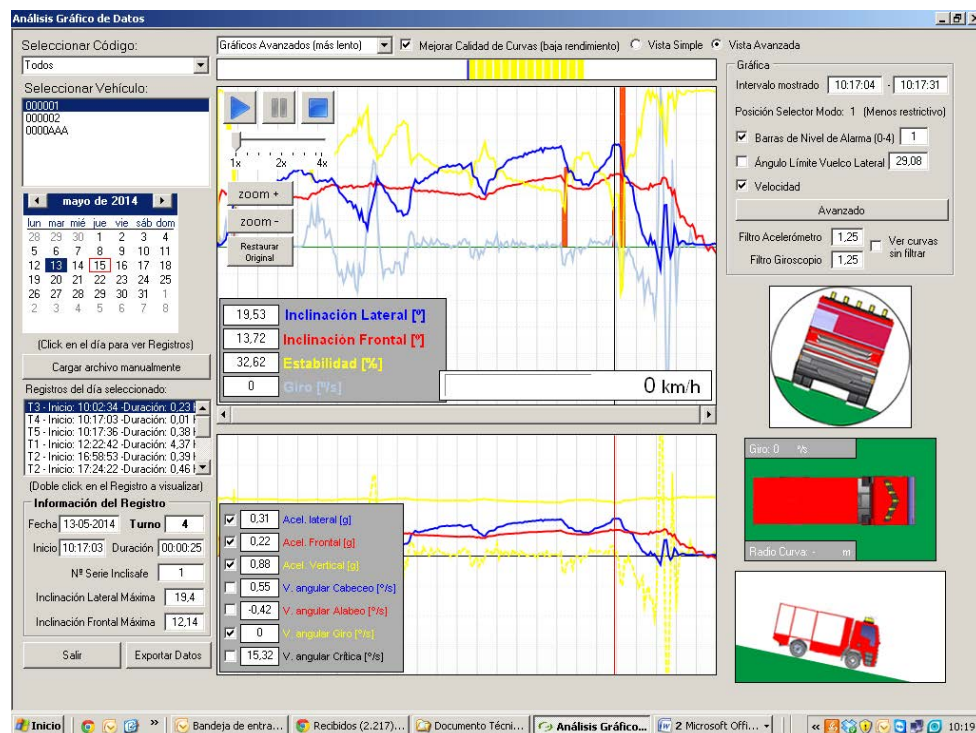 Análisis Gráfico de Datos
Seleccionar Código:
Todos
Seleccionar Vehículo:
000001
000002
0000AAA
mayo de 2014
lun mar mié jue vie sáb dom
28 29 30 1 2 3 4
5 6 7 8 9 10 11
12 13 14 15 16 17 18
19 20 21 22 23 24 25
26 27 28 29 30 31 1
2 3 4 5 6 7 8
(Click en el día para ver Registros)
Cargar archivo manualmente
Registros del día seleccionado:
T3 - Inicio: 10:02:34 -Duración: 0,23
T4 - Inicio: 10:17:03 -Duración: 0,01
T5 - Inicio: 10:17:36 -Duración: 0,38
T1 - Inicio: 12:22:42 -Duración: 4,37
T2 - Inicio: 16:58:53 -Duración: 0,39
T2 - Inicio: 17:24:22 -Duración: 0,46
(Doble click en el Registro a visualizar)
Información del Registro
Fecha 13-05-2014 Turno 4
Inicio 10:17:03 Duración 00:00:25
Nº Serie Inclisafe 1
Inclinación Lateral Máxima 19,4
Inclinación Frontal Máxima 12,14
Salir Exportar Datos
Gráficos Avanzados (más lento) Mejorar Calidad de Curvas (baja rendimiento) Vista Simple Vista Avanzada
1x 2x 4x
zoom +
zoom -
Restaurar
Original
19,53 Inclinación Lateral [º]
13,72 Inclinación Frontal [º]
32,62 Estabilidad [%]
0 Giro [º/s]
0 km/h
0,31 Acel. lateral [g]
0,22 Acel. Frontal [g]
0,88 Acel. Vertical [g]
0,55 V. angular Cabeceo [º/s]
-0,42 V. angular Alabeo [º/s]
0 V. angular Giro [º/s]
15,32 V. angular Crítica [º/s]
Gráfica
Intervalo mostrado 10:17:04 - 10:17:31
Posición Selector Modo: 1 (Menos restrictivo)
Barras de Nivel de Alarma (0-4) 1
Ángulo Límite Vuelco Lateral 29,08
Velocidad
Avanzado
Filtro Acelerómetro 1,25
Filtro Giroscopio 1,25
Ver curvas
sin filtrar
Giro: 0 º/s
Radio Curva: - m
Inicio » Bandeja de entra... Recibidos (2.217)... Documento Técni... Análisis Gráfico... 2 Microsoft Offi... « 10:19